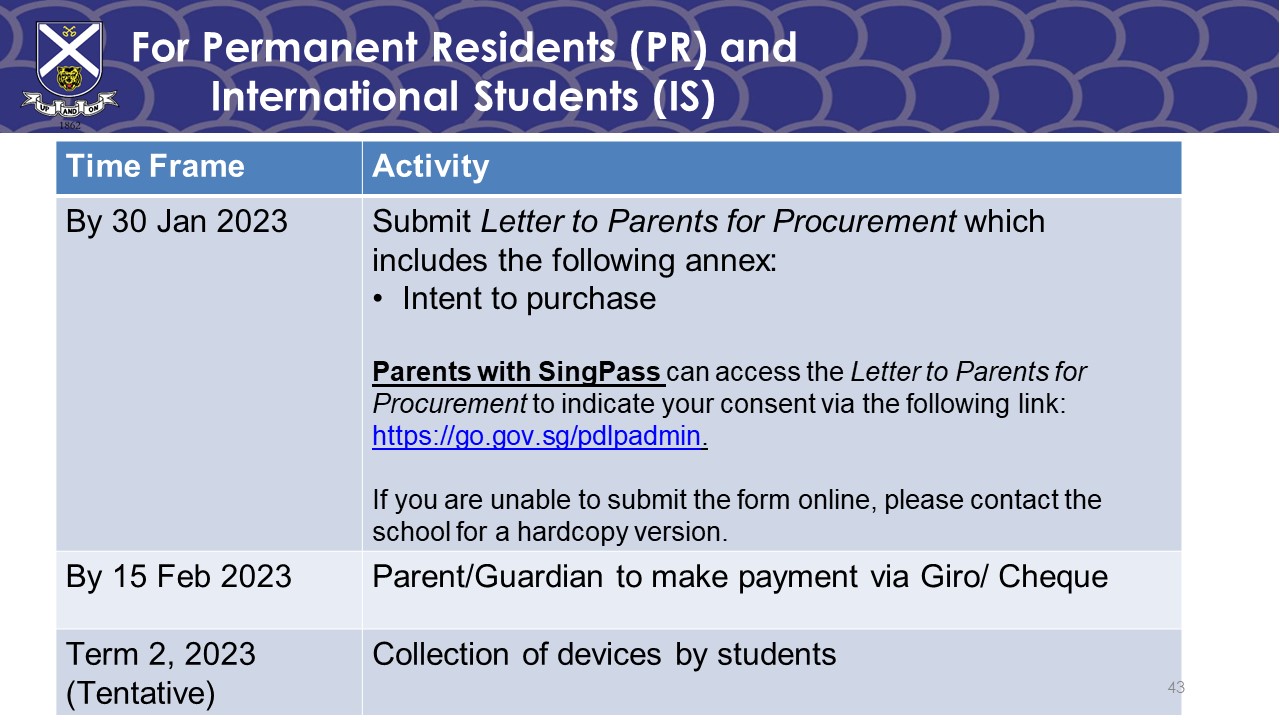 For Permanent Residents (PR) and
International Students (IS)
UP AND ON
1862
Time Frame
Activity
By 30 Jan 2023
Submit Letter to Parents for Procurement which
includes the following annex:
• Intent to purchase
Parents with SingPass can access the Letter to Parents for
Procurement to indicate your consent via the following link:
https://go.gov.sg/pdlpadmin.
If you are unable to submit the form online, please contact the
school for a hardcopy version.
By 15 Feb 2023
Parent/Guardian to make payment via Giro/ Cheque
Term 2, 2023
(Tentative)
Collection of devices by students
43